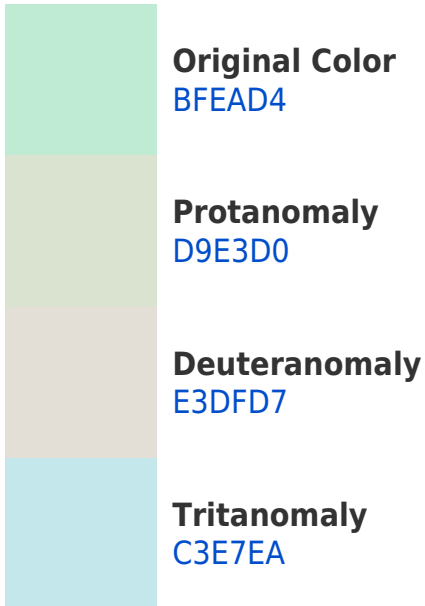 Original Color
BFEAD4
Protanomaly
D9E3D0
Deuteranomaly
E3DFD7
Tritanomaly
C3E7EA